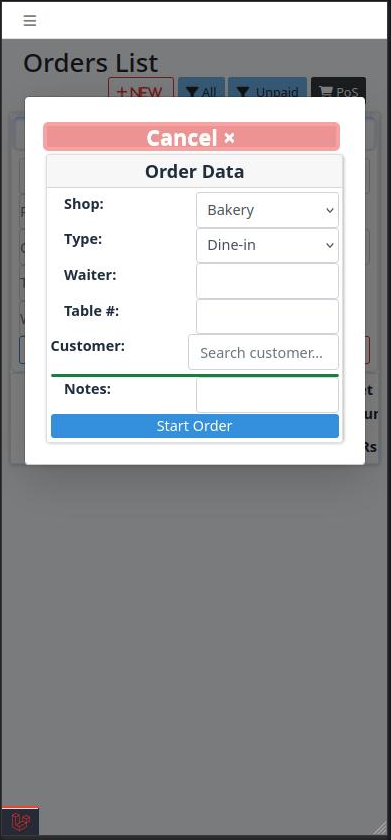 Orders List
+NEW
All
Unpaid
PoS
Cancel ×
Order Data
Shop:
Bakery
Type:
Dine-in
Waiter:
Table #:
Customer:
Search customer...
Notes:
Start Order